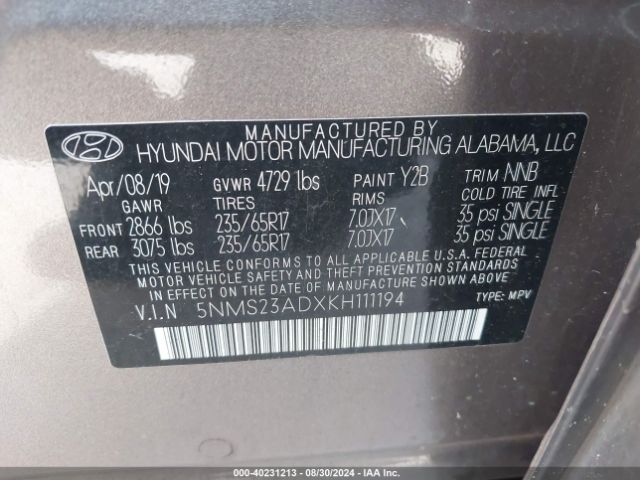 MANUFACTURED BY
HYUNDAI MOTOR MANUFACTURING ALABAMA, LLC
Apr/08/19 GVWR 4729 lbs PAINT Y2B TRIM NNB
GAWR TIRES RIMS COLD TIRE INFL
FRONT 2866 lbs 235/65R17 7.0JX17 35 psi SINGLE
REAR 3075 lbs 235/65R17 7.0JX17 35 psi SINGLE
THIS VEHICLE CONFORMS TO ALL APPLICABLE U.S.A. FEDERAL
MOTOR VEHICLE SAFETY AND THEFT PREVENTION STANDARDS IN
EFFECT ON THE DATE OF MANUFACTURE SHOWN ABOVE
V.I.N 5NMS23ADXKH111194 TYPE: MPV
000-40231213 - 08/30/2024 - IAA Inc.